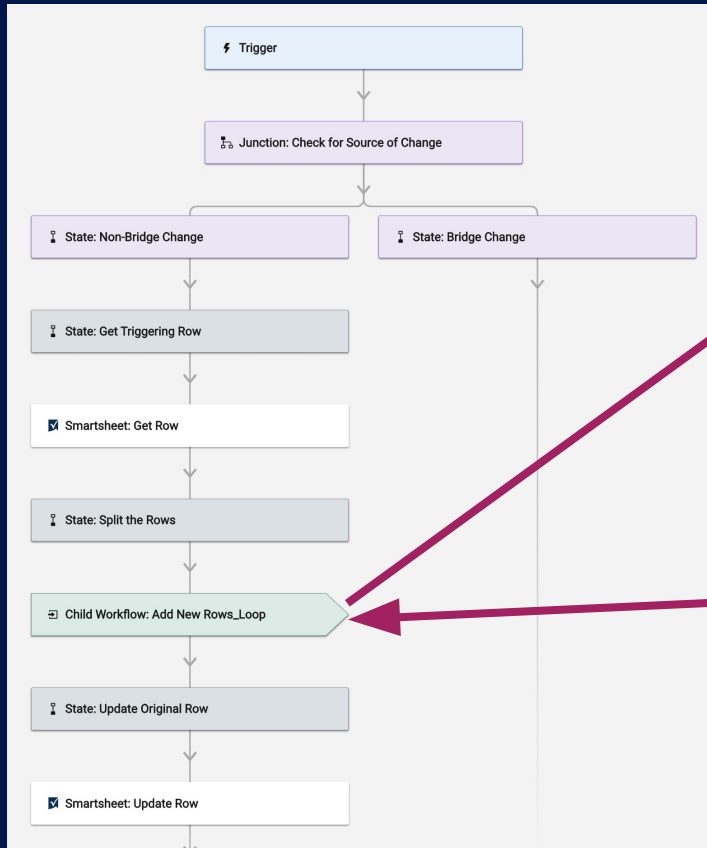 Trigger
Junction: Check for Source of Change
State: Non-Bridge Change
State: Bridge Change
State: Get Triggering Row
Smartsheet: Get Row
State: Split the Rows
Child Workflow: Add New Rows_Loop
State: Update Original Row
Smartsheet: Update Row